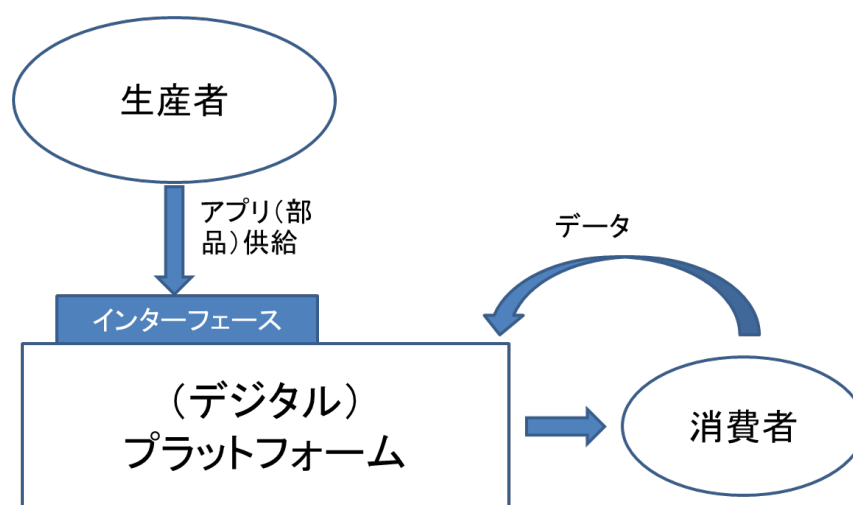 生産者
アプリ（部
品）供給
データ
インターフェース
（デジタル）
プラットフォーム
消費者